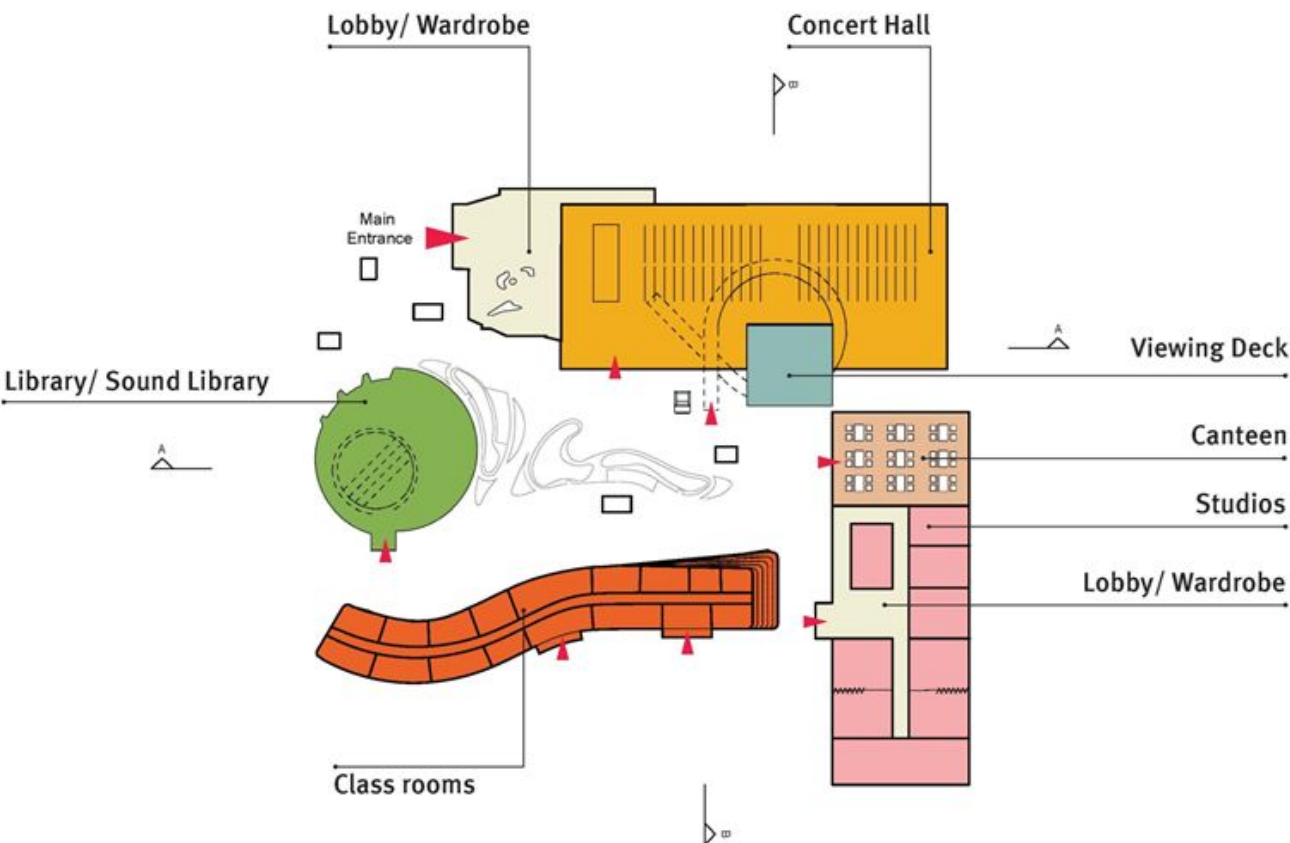 Lobby/ Wardrobe
Concert Hall
B
Main
Entrance
A
Viewing Deck
Library/ Sound Library
A
Canteen
Studios
Lobby/ Wardrobe
Class rooms
B